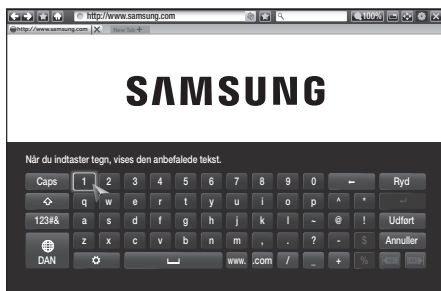 http://www.samsung.com 100%
http://www.samsung.com New Tab +
SAMSUNG
Når du indtaster tegn, vises den anbefalede tekst.
Caps 1 2 3 4 5 6 7 8 9 0 Ryd
q w e r t y u i o p ^ *
123#& a s d f g h j k l ~ @ ! Udført
z x c v b n m , . ? - $ Annuller
DAN www. .com / _ + %